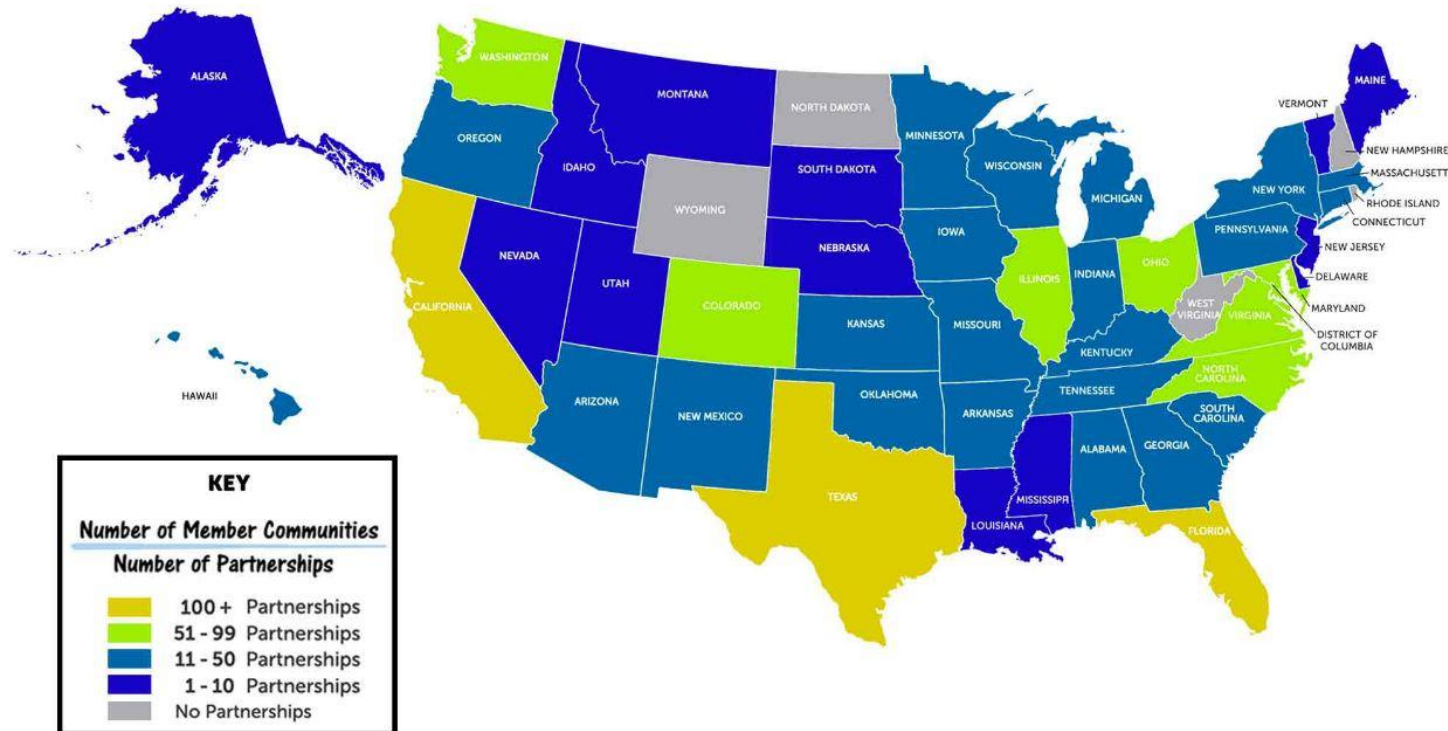 ALASKA
WASHINGTON
MONTANA
NORTH DAKOTA
MINNESOTA
VERMONT
MAINE
OREGON
IDAHO
SOUTH DAKOTA
WISCONSIN
MICHIGAN
NEW YORK
NEW HAMPSHIRE
MASSACHUSETT
RHODE ISLAND
CONNECTICUT
WYOMING
IOWA
PENNSYLVANIA
NEW JERSEY
NEVADA
UTAH
NEBRASKA
ILLINOIS
INDIANA
OHIO
DELAWARE
CALIFORNIA
COLORADO
KANSAS
MISSOURI
WEST
VIRGINIA
VIRGINIA
MARYLAND
DISTRICT OF
COLUMBIA
KENTUCKY
HAWAII
ARIZONA
NEW MEXICO
OKLAHOMA
ARKANSAS
TENNESSEE
NORTH
CAROLINA
SOUTH
CAROLINA
TEXAS
LOUISIANA
MISSISSIPPI
ALABAMA
GEORGIA
FLORIDA
KEY
Number of Member Communities
Number of Partnerships
100 + Partnerships
51 - 99 Partnerships
11 - 50 Partnerships
1 - 10 Partnerships
No Partnerships